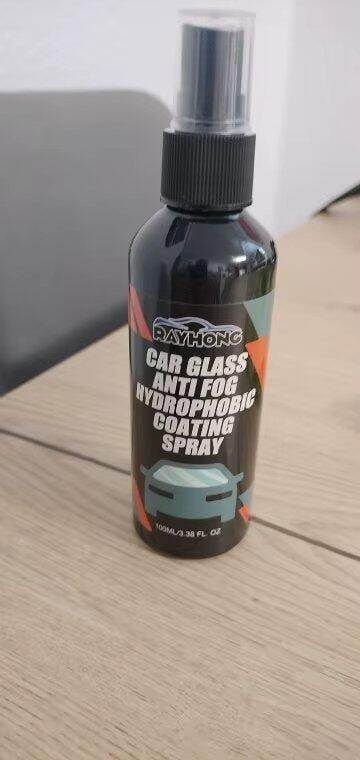 RAYHONG
CAR GLASS
ANTI FOG
HYDROPHOBIC
COATING
SPRAY
100ML/3.38 FL. OZ